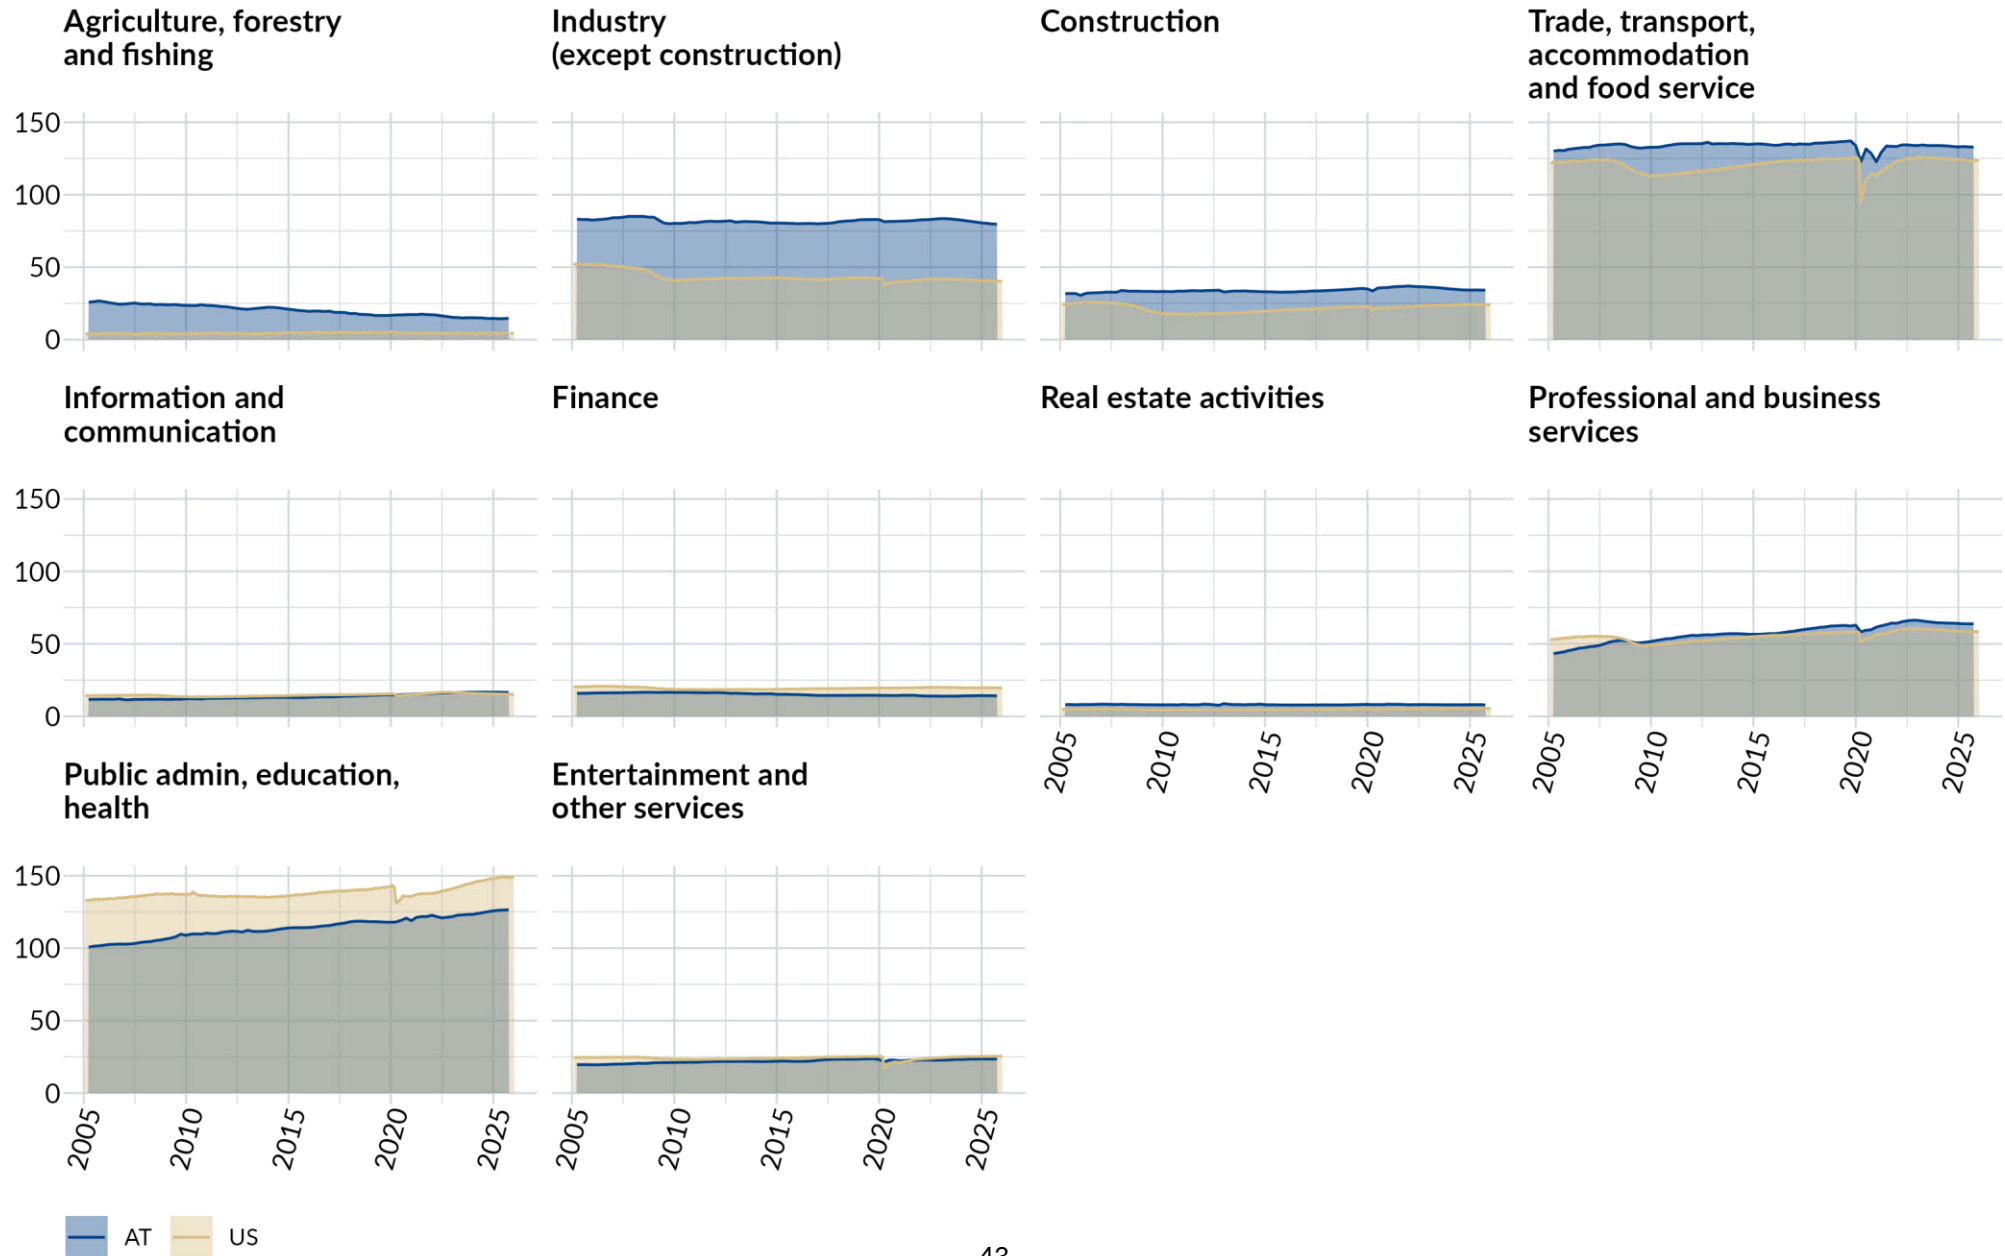 Agriculture, forestry
and fishing
Industry
(except construction)
Construction
Trade, transport,
accommodation
and food service
150
100
50
0
Information and
communication
Finance
Real estate activities
Professional and business
services
150
100
50
0
2005 2010 2015 2020 2025
2005 2010 2015 2020 2025
Public admin, education,
health
Entertainment and
other services
150
100
50
0
2005 2010 2015 2020 2025
2005 2010 2015 2020 2025
AT US